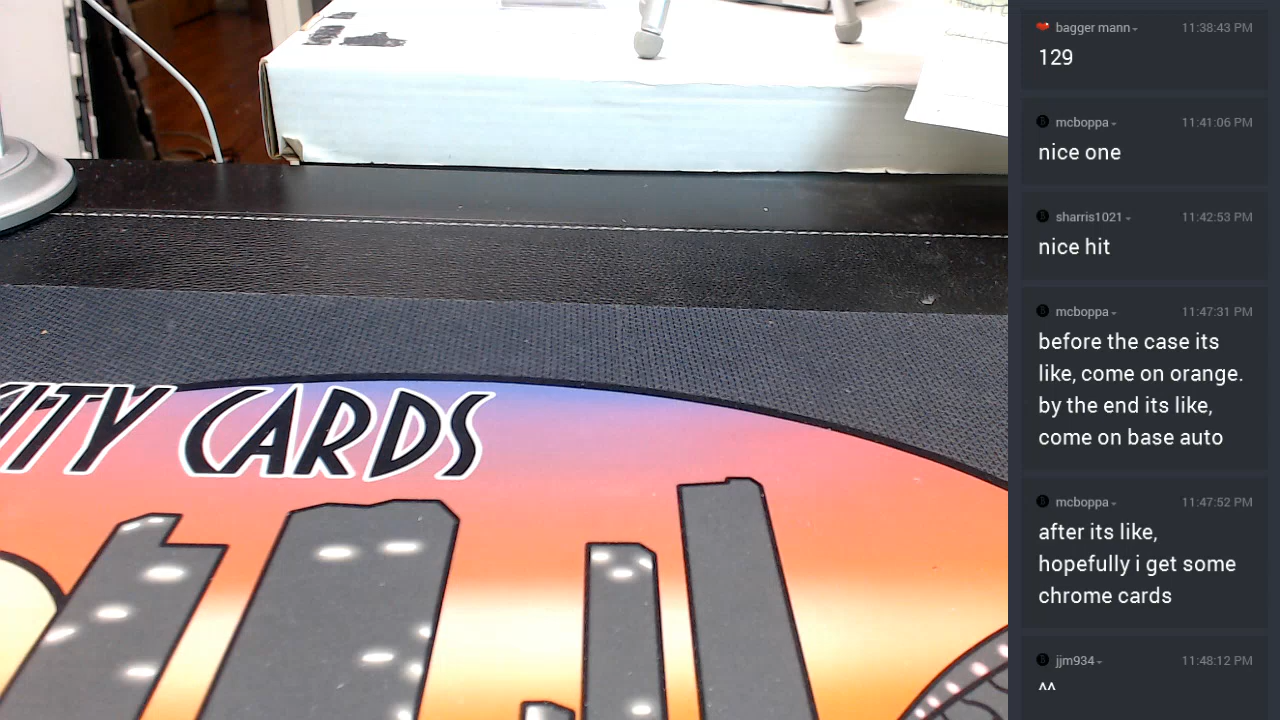 CITY CARDS
bagger mann
11:38:43 PM
129
mcboppa
11:41:06 PM
nice one
sharris1021
11:42:53 PM
nice hit
mcboppa
11:47:31 PM
before the case its
like, come on orange.
by the end its like,
come on base auto
mcboppa
11:47:52 PM
after its like,
hopefully i get some
chrome cards
jjm934
11:48:12 PM
^^